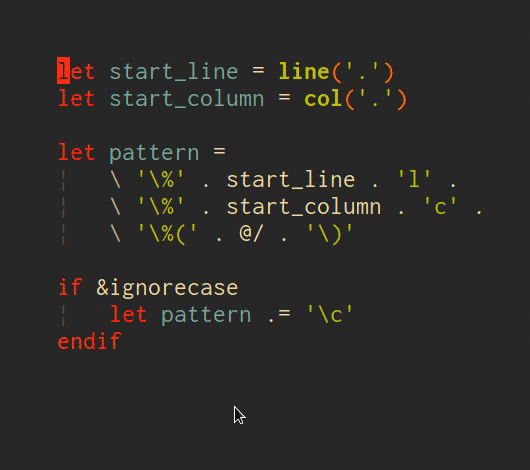 let start_line = line('.')
let start_column = col('.')
let pattern =
    \ '\%' . start_line . 'l' .
    \ '\%' . start_column . 'c' .
    \ '\%(' . @/ . '\)'
if &ignorecase
    let pattern .= '\c'
endif